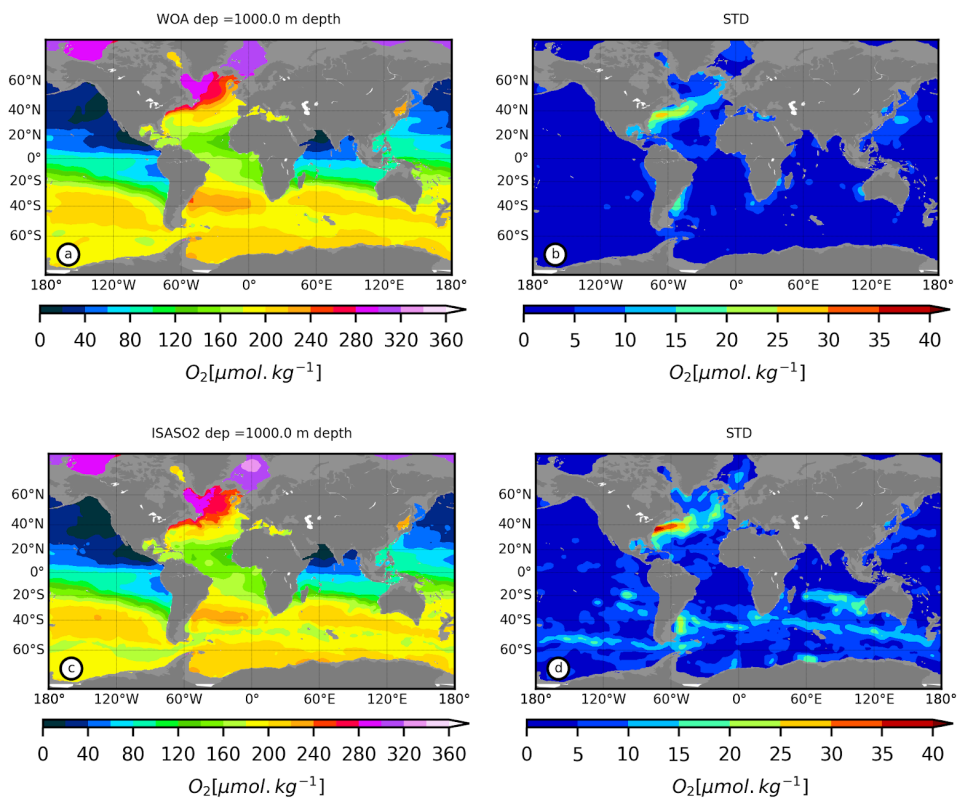 WOA dep =1000.0 m depth
STD
60°N
40°N
20°N
0°
20°S
40°S
60°S
a
180° 120°W 60°W 0° 60°E 120°E 180°
0 40 80 120 160 200 240 280 320 360
O₂[μmol.kg⁻¹]
60°N
40°N
20°N
0°
20°S
40°S
60°S
b
180° 120°W 60°W 0° 60°E 120°E 180°
0 5 10 15 20 25 30 35 40
O₂[μmol.kg⁻¹]
ISASO2 dep =1000.0 m depth
STD
60°N
40°N
20°N
0°
20°S
40°S
60°S
c
180° 120°W 60°W 0° 60°E 120°E 180°
0 40 80 120 160 200 240 280 320 360
O₂[μmol.kg⁻¹]
60°N
40°N
20°N
0°
20°S
40°S
60°S
d
180° 120°W 60°W 0° 60°E 120°E 180°
0 5 10 15 20 25 30 35 40
O₂[μmol.kg⁻¹]